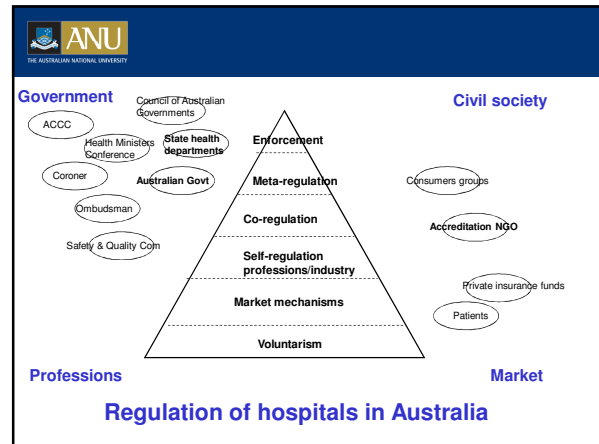 ANU
THE AUSTRALIAN NATIONAL UNIVERSITY
Government
Civil society
Council of Australian
Governments
ACCC
Health Ministers
Conference
State health
departments
Coroner
Australian Govt
Ombudsman
Safety & Quality Com
Enforcement
Meta-regulation
Co-regulation
Self-regulation
professions/industry
Market mechanisms
Voluntarism
Consumers groups
Accreditation NGO
Private insurance funds
Patients
Professions
Market
Regulation of hospitals in Australia